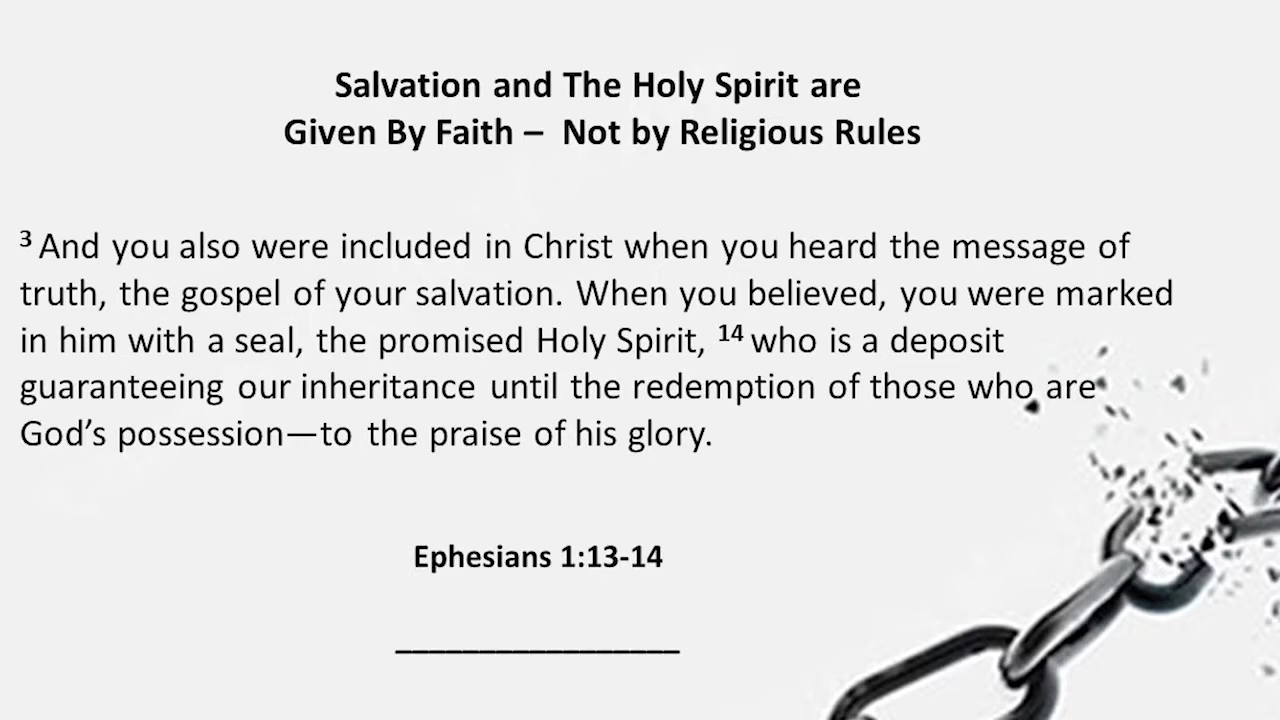 Salvation and The Holy Spirit are
Given By Faith – Not by Religious Rules
³ And you also were included in Christ when you heard the message of
truth, the gospel of your salvation. When you believed, you were marked
in him with a seal, the promised Holy Spirit, ¹⁴ who is a deposit
guaranteeing our inheritance until the redemption of those who are
God’s possession—to the praise of his glory.
Ephesians 1:13-14